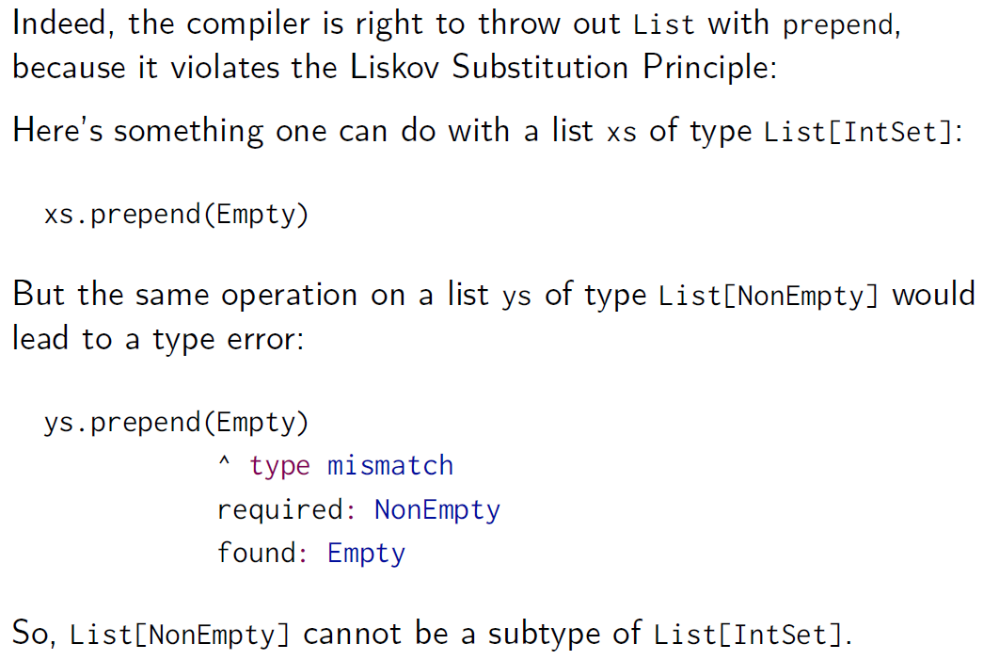 Indeed, the compiler is right to throw out List with prepend,
because it violates the Liskov Substitution Principle:
Here's something one can do with a list xs of type List[IntSet]:
xs.prepend(Empty)
But the same operation on a list ys of type List[NonEmpty] would
lead to a type error:
ys.prepend(Empty)
^ type mismatch
required: NonEmpty
found: Empty
So, List[NonEmpty] cannot be a subtype of List[IntSet].